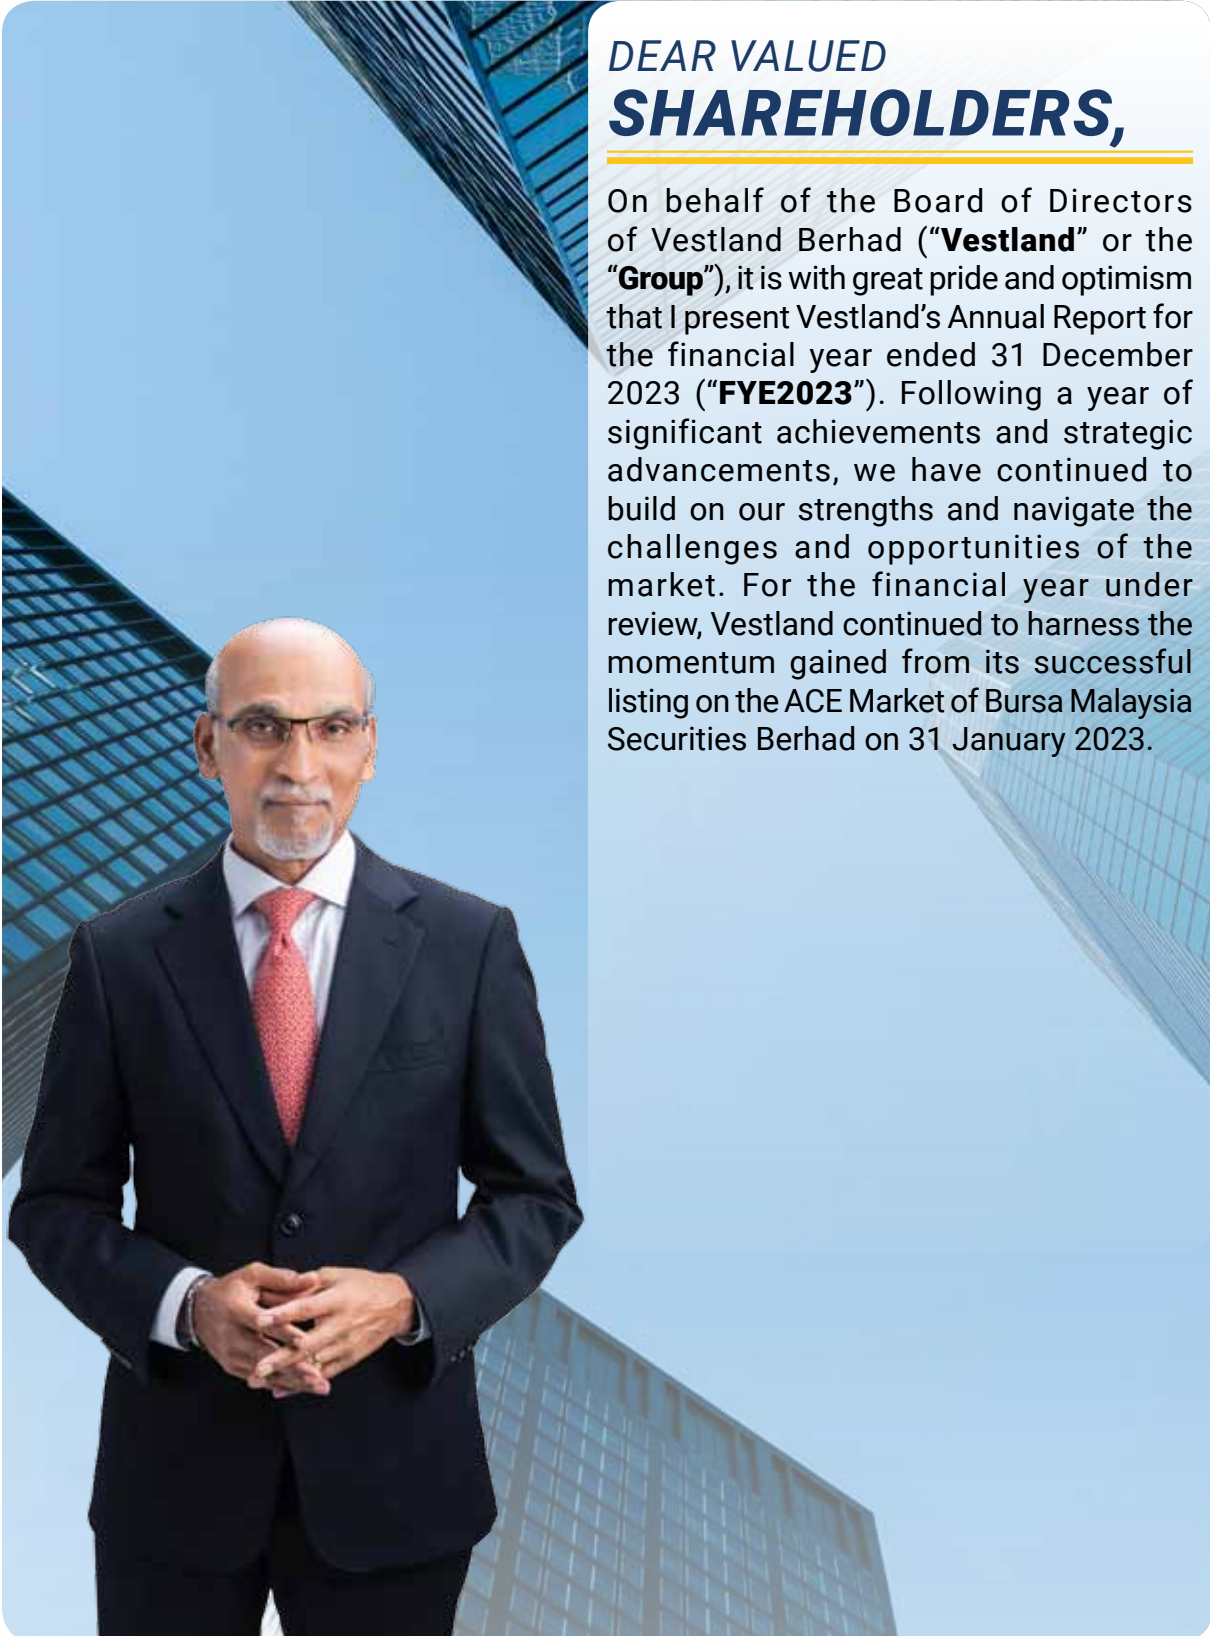 DEAR VALUED
SHAREHOLDERS,
On behalf of the Board of Directors
of Vestland Berhad (“Vestland” or the
“Group”), it is with great pride and optimism
that I present Vestland’s Annual Report for
the financial year ended 31 December
2023 (“FYE2023”). Following a year of
significant achievements and strategic
advancements, we have continued to
build on our strengths and navigate the
challenges and opportunities of the
market. For the financial year under
review, Vestland continued to harness the
momentum gained from its successful
listing on the ACE Market of Bursa Malaysia
Securities Berhad on 31 January 2023.